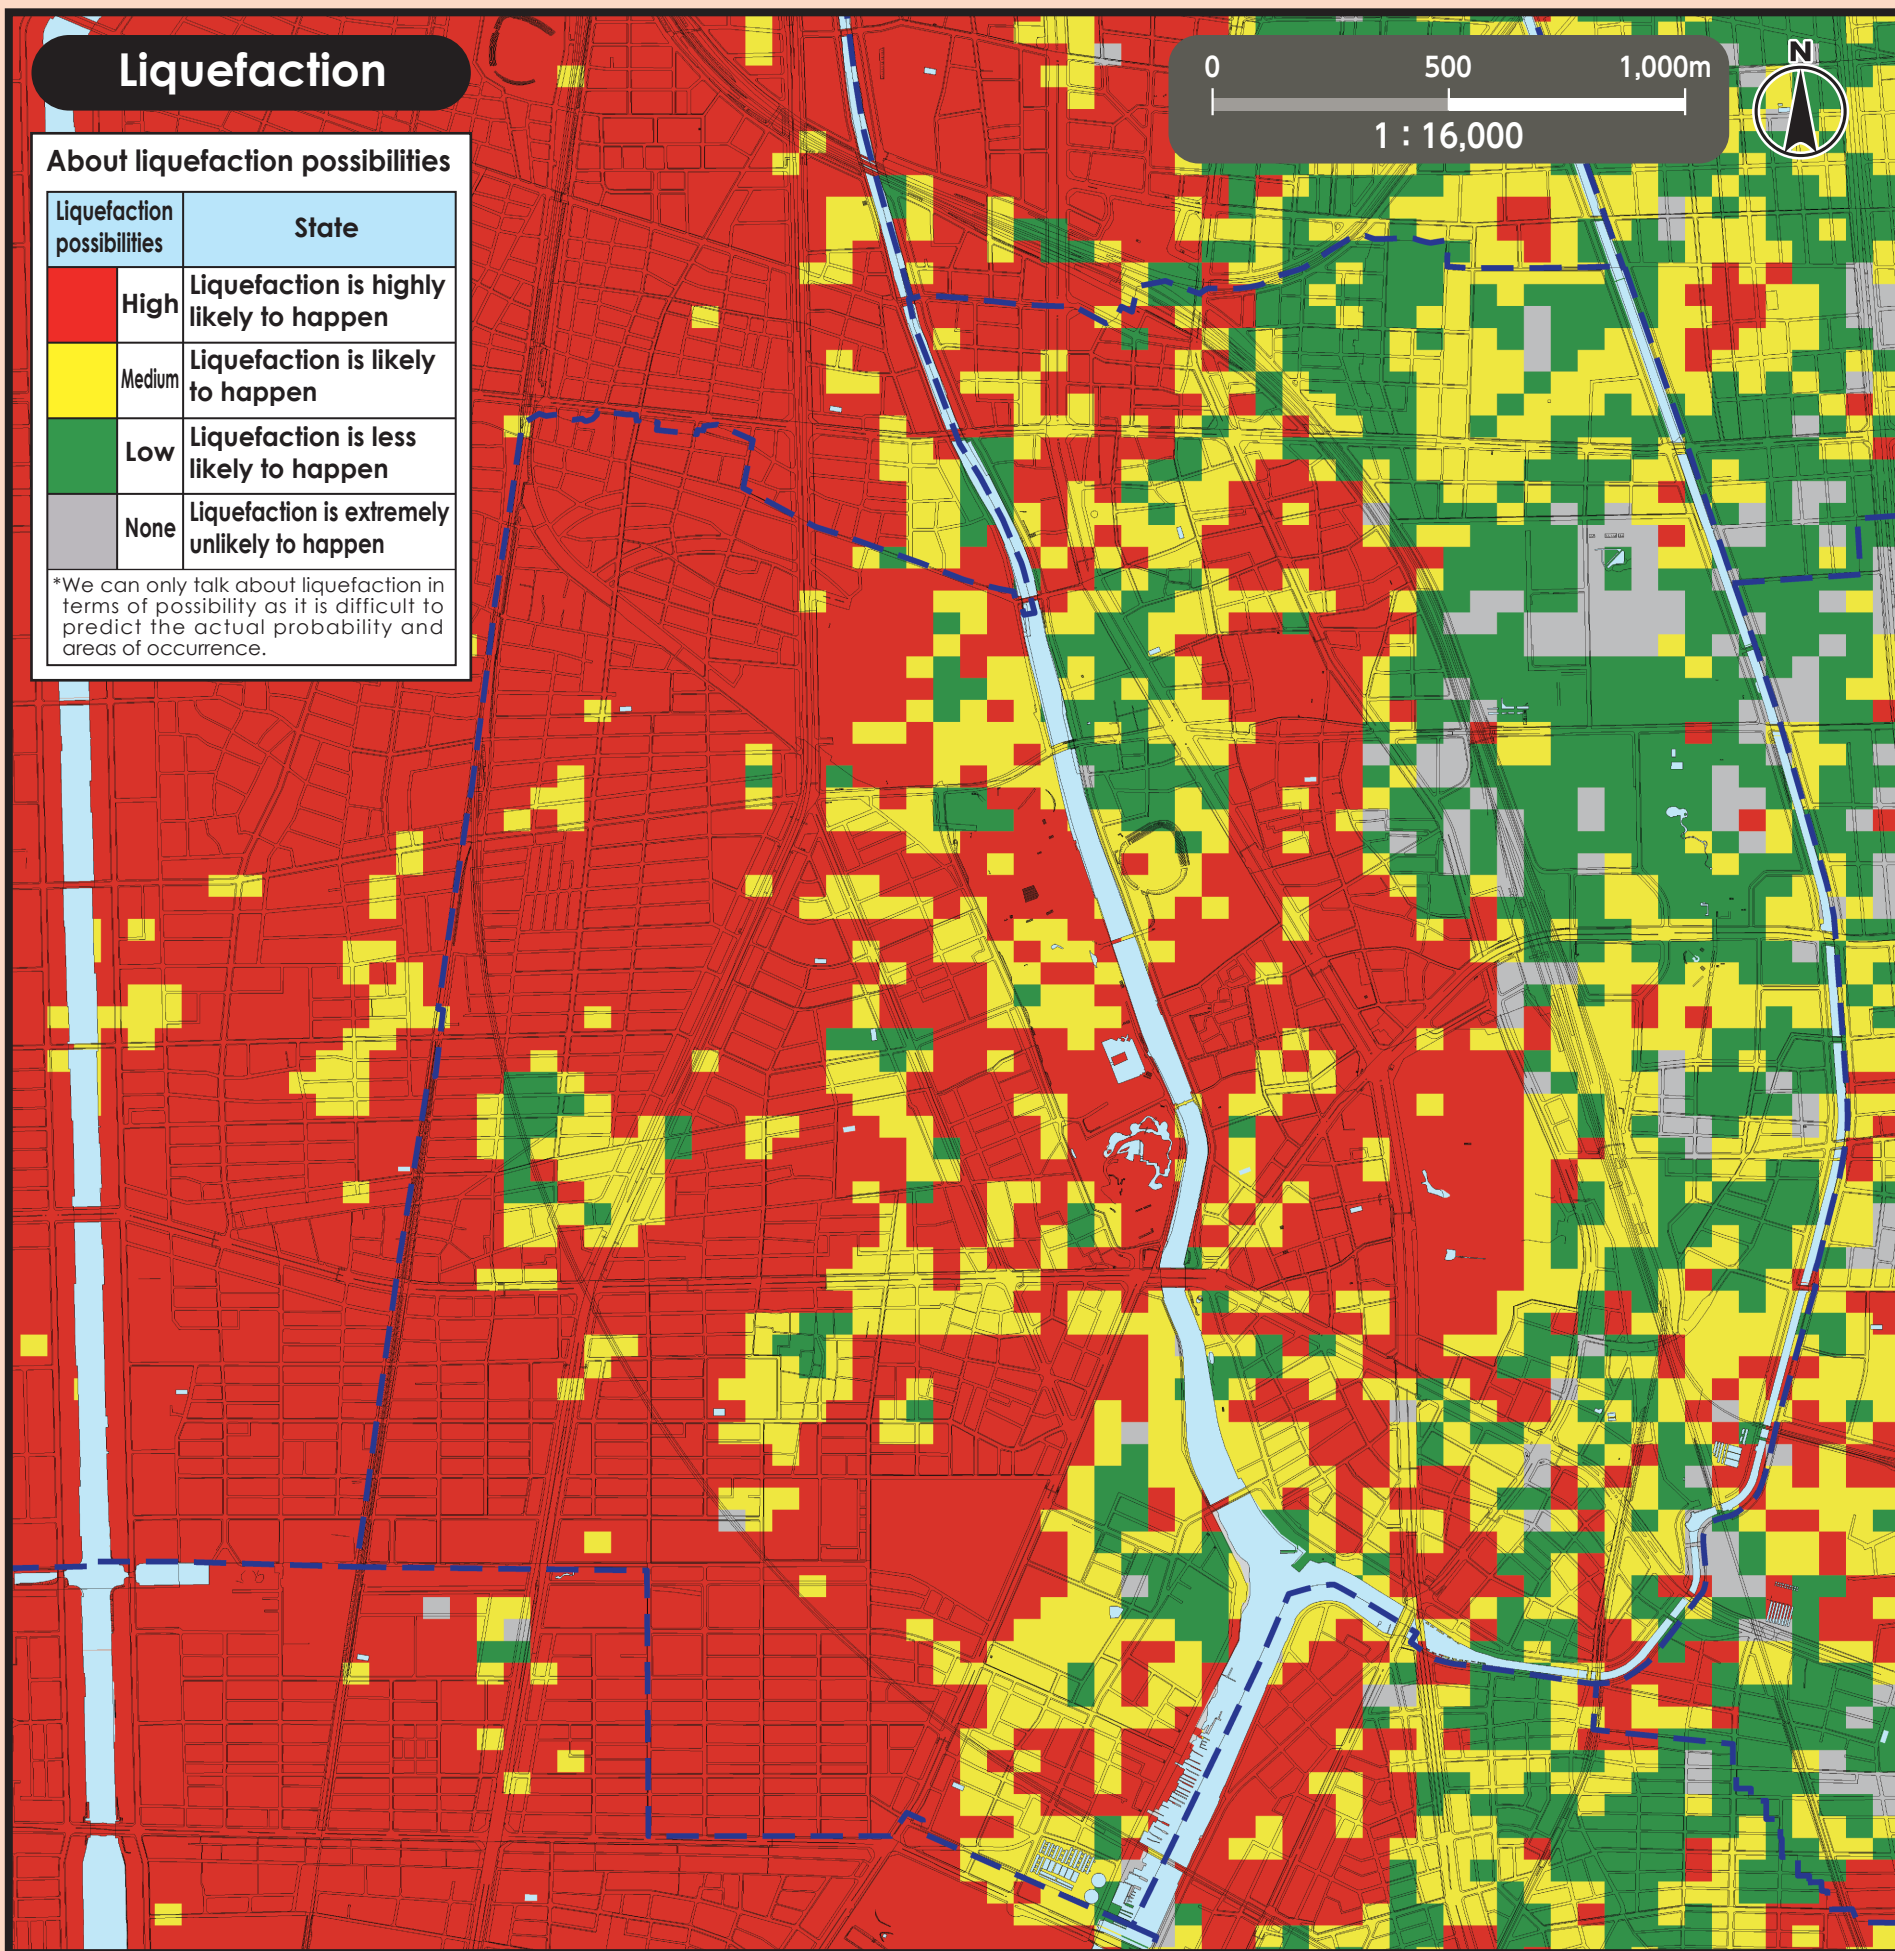 Liquefaction
0 500 1,000m
1 : 16,000
N
About liquefaction possibilities
Liquefaction possibilities State
High Liquefaction is highly
likely to happen
Medium Liquefaction is likely
to happen
Low Liquefaction is less
likely to happen
None Liquefaction is extremely
unlikely to happen
*We can only talk about liquefaction in
terms of possibility as it is difficult to
predict the actual probability and
areas of occurrence.